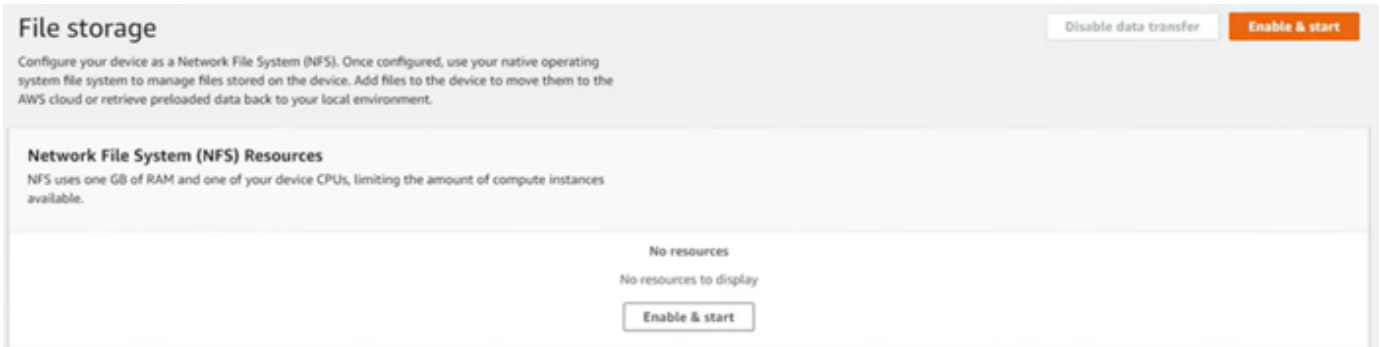 File storage
Disable data transfer
Enable & start
Configure your device as a Network File System (NFS). Once configured, use your native operating
system file system to manage files stored on the device. Add files to the device to move them to the
AWS cloud or retrieve preloaded data back to your local environment.
Network File System (NFS) Resources
NFS uses one GB of RAM and one of your device CPUs, limiting the amount of compute instances
available.
No resources
No resources to display
Enable & start